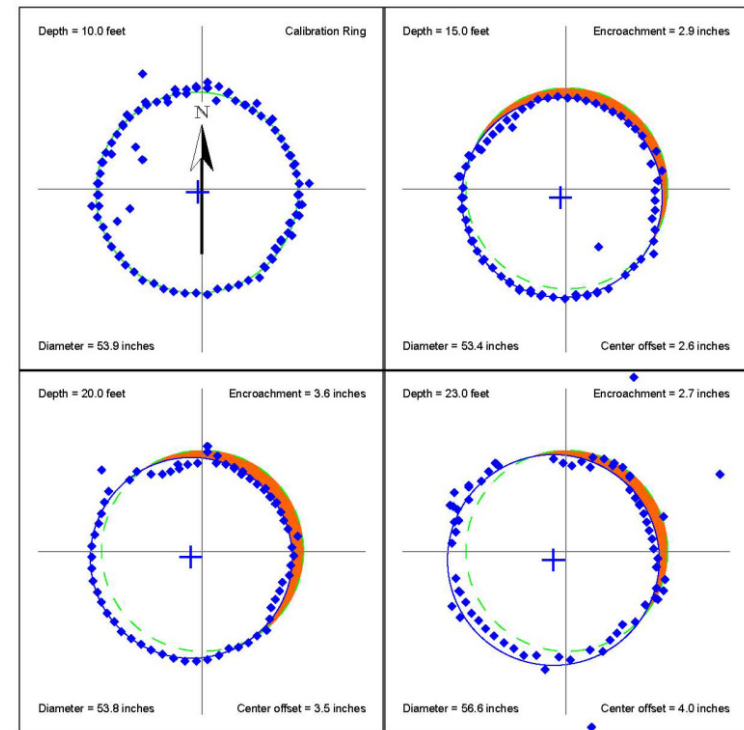 Depth = 10.0 feet
Calibration Ring
N
Diameter = 53.9 inches
Depth = 15.0 feet
Encroachment = 2.9 inches
Diameter = 53.4 inches
Center offset = 2.6 inches
Depth = 20.0 feet
Encroachment = 3.6 inches
Diameter = 53.8 inches
Center offset = 3.5 inches
Depth = 23.0 feet
Encroachment = 2.7 inches
Diameter = 56.6 inches
Center offset = 4.0 inches